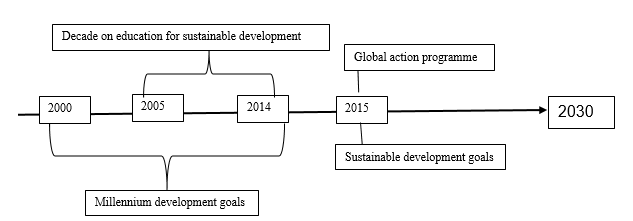 Decade on education for sustainable development
Global action programme
2000
2005
2014
2015
2030
Sustainable development goals
Millennium development goals